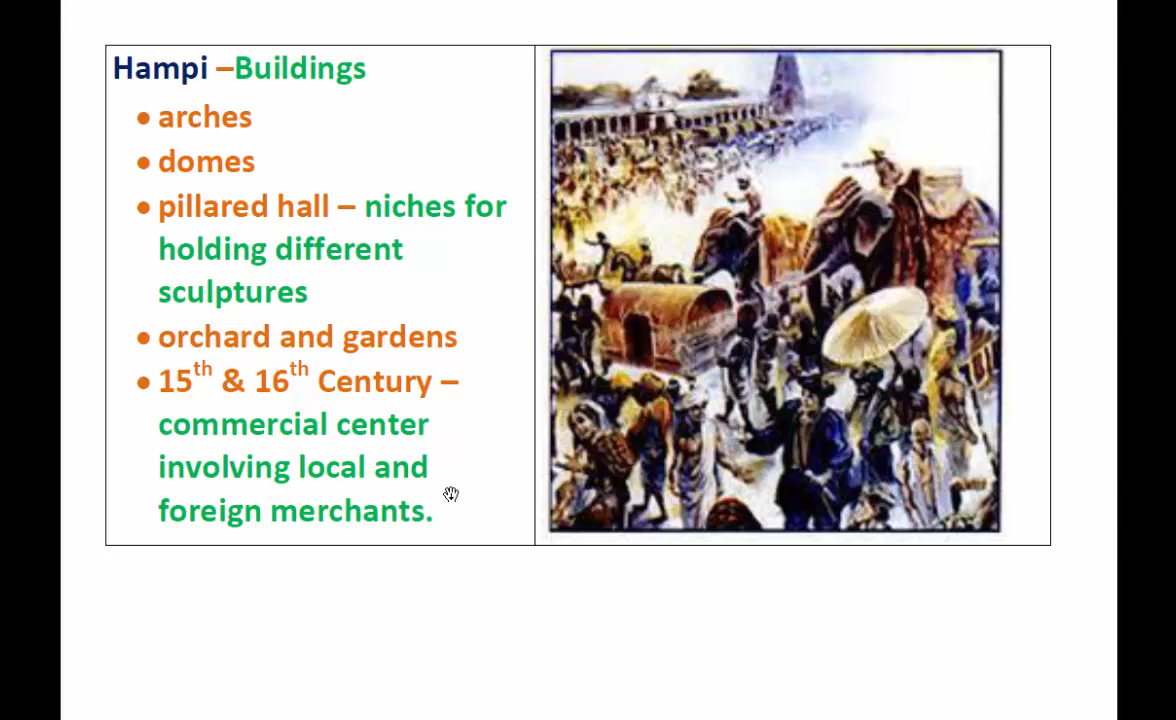 Hampi –Buildings
• arches
• domes
• pillared hall – niches for
holding different
sculptures
• orchard and gardens
• 15th & 16th Century –
commercial center
involving local and
foreign merchants.